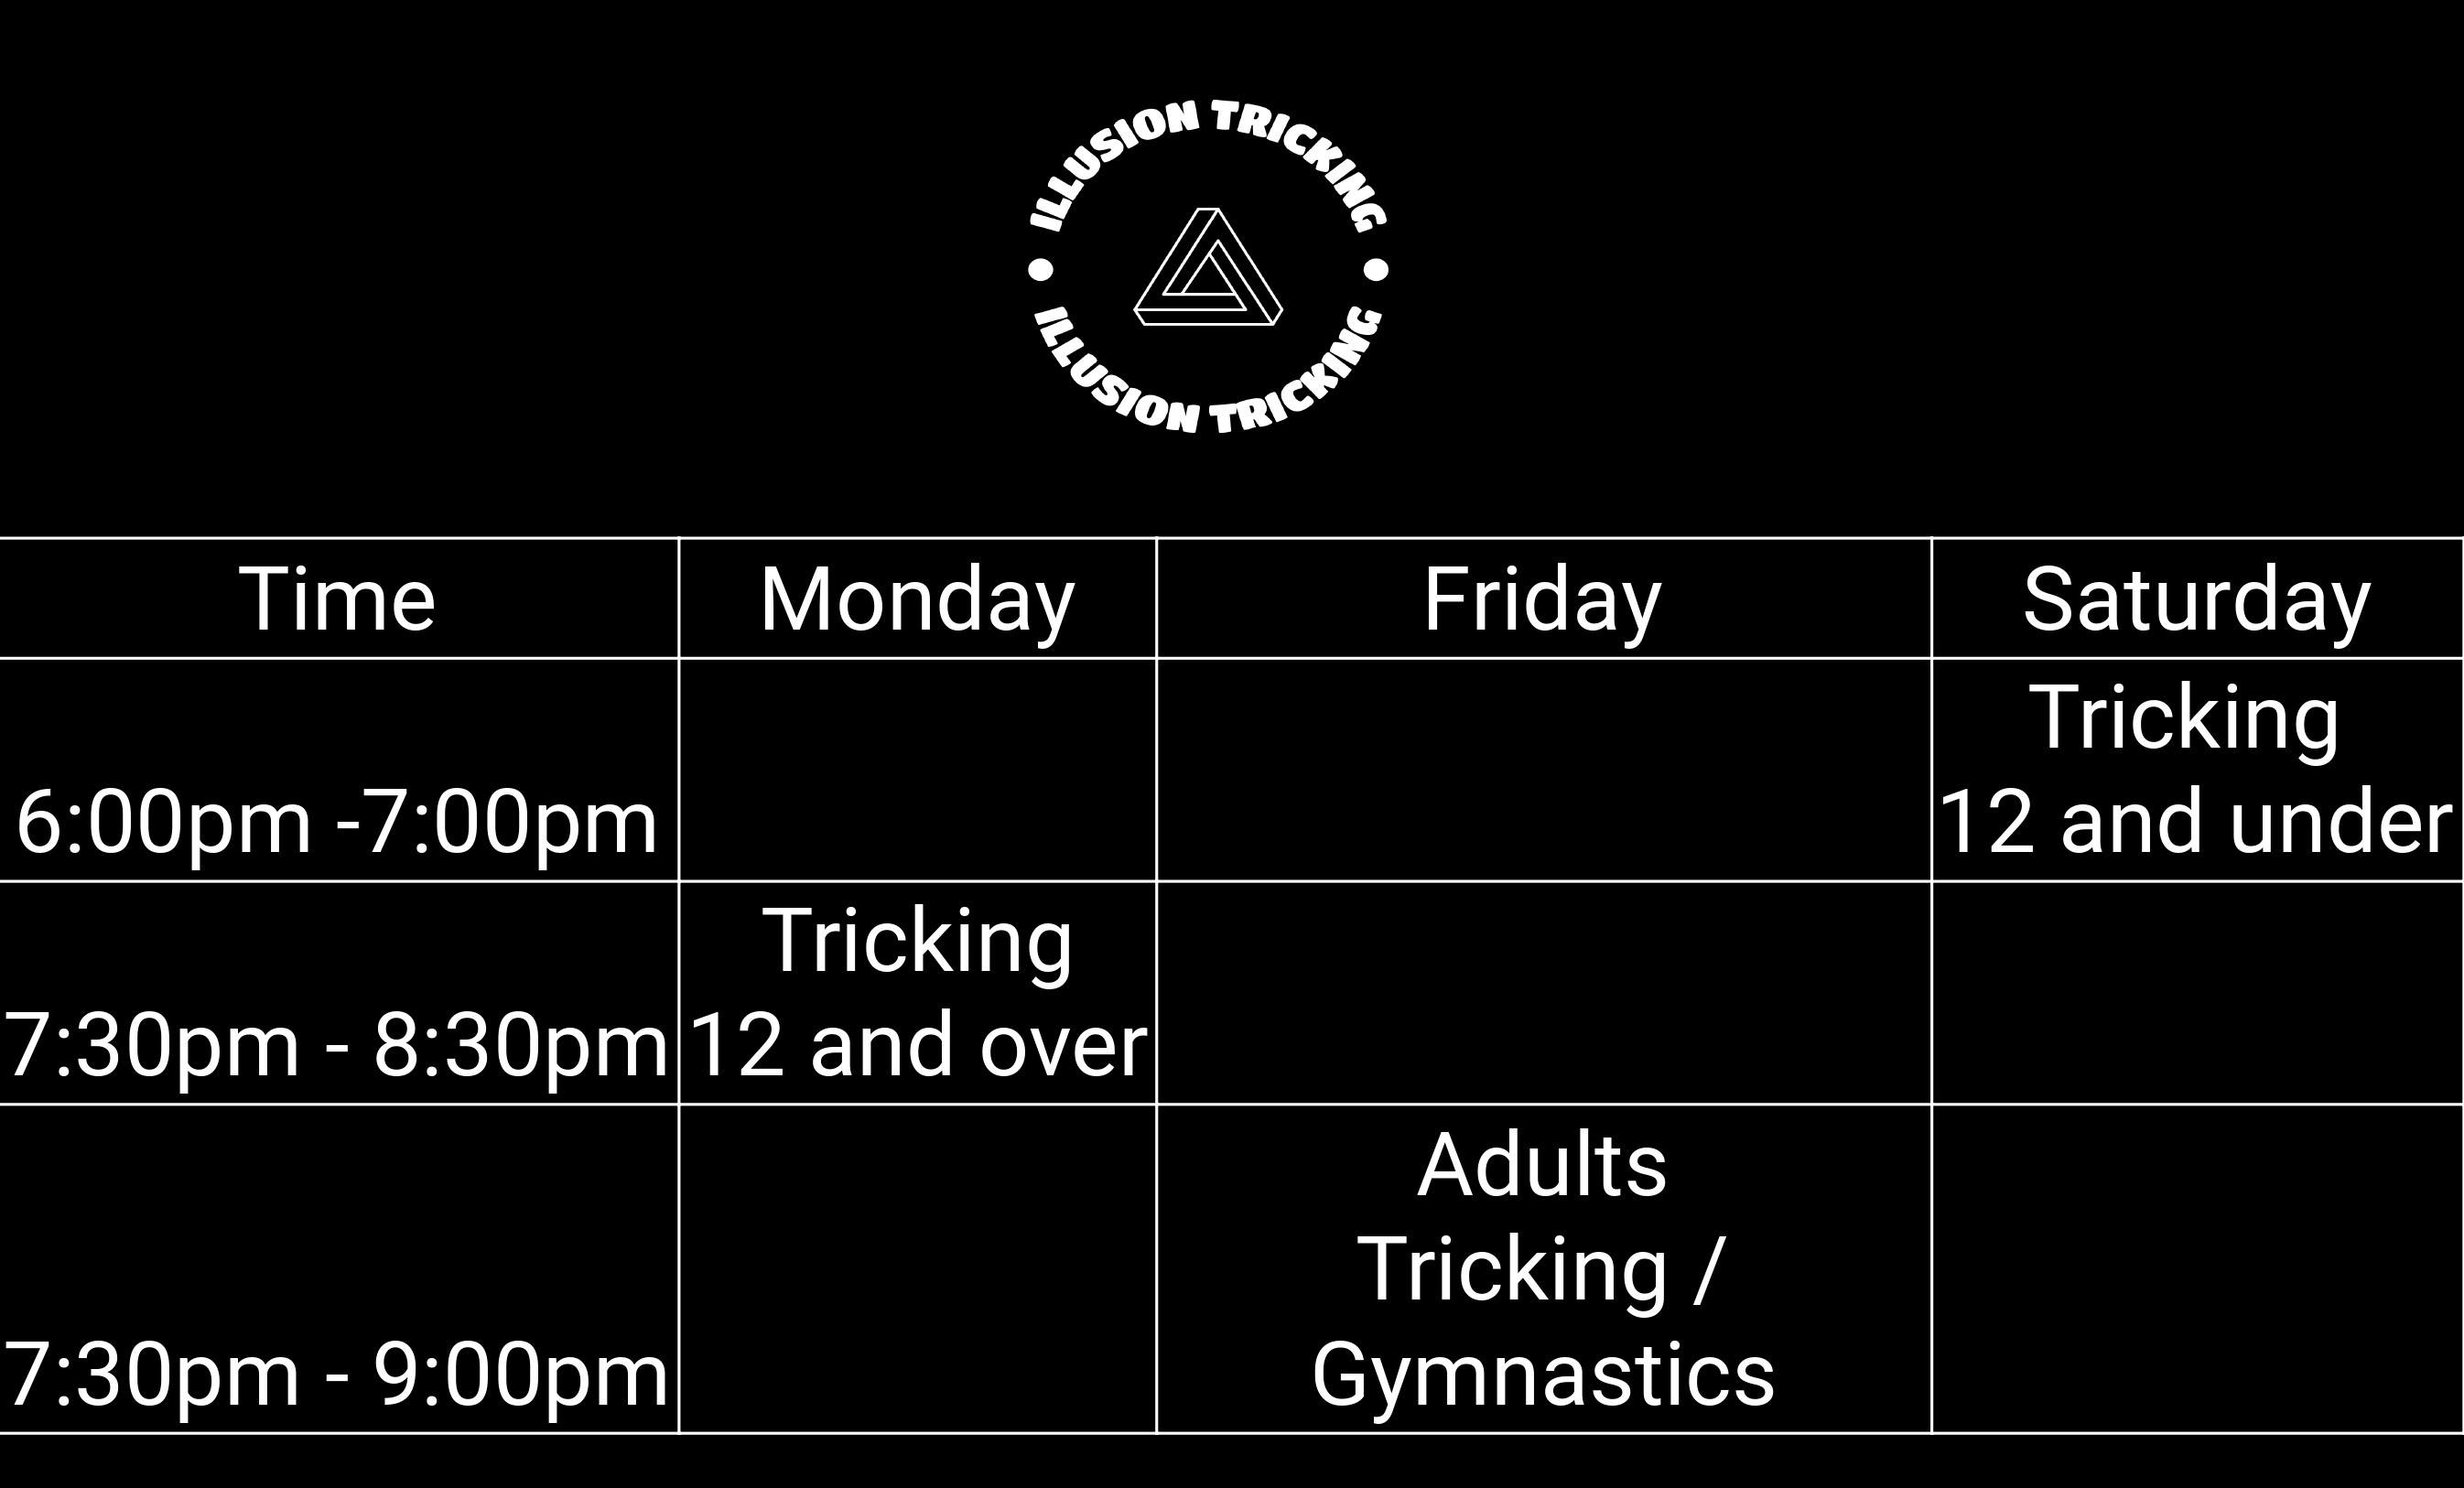 ILLUSION TRICKING
ILLUSION TRICKING
Time Monday Friday Saturday
Tricking
6:00pm -7:00pm 12 and under
Tricking
7:30pm - 8:30pm 12 and over
Adults
Tricking /
7:30pm - 9:00pm Gymnastics